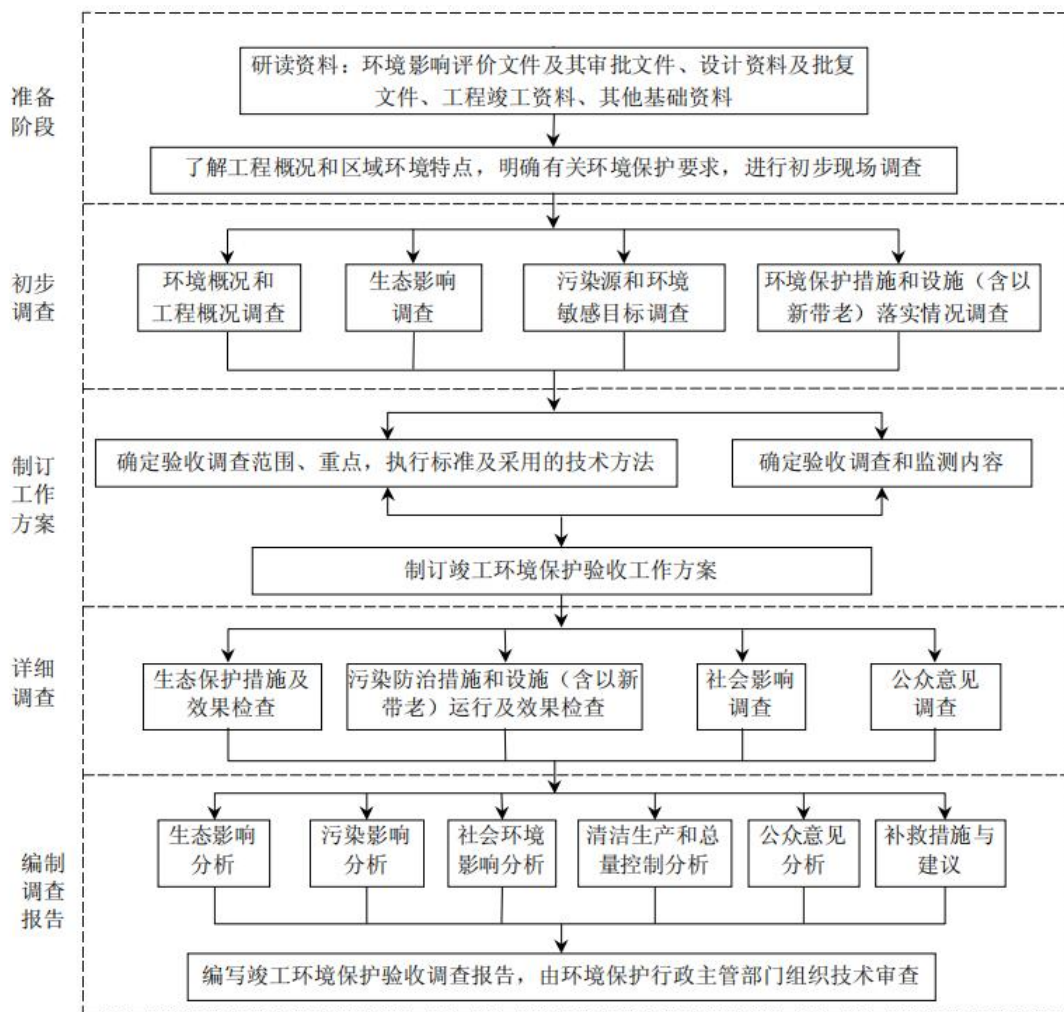 准备
阶段
研读资料：环境影响评价文件及其审批文件、设计资料及批复
文件、工程竣工资料、其他基础资料
了解工程概况和区域环境特点，明确有关环境保护要求，进行初步现场调查
初步
调查
环境概况和
工程概况调查
生态影响
调查
污染源和环境
敏感目标调查
环境保护措施和设施（含以
新带老）落实情况调查
制订
工作
方案
确定验收调查范围、重点，执行标准及采用的技术方法
确定验收调查和监测内容
制订竣工环境保护验收工作方案
详细
调查
生态保护措施及
效果检查
污染防治措施和设施（含以新
带老）运行及效果检查
社会影响
调查
公众意见
调查
编制
调查
报告
生态影响
分析
污染影响
分析
社会环境
影响分析
清洁生产和总
量控制分析
公众意见
分析
补救措施与
建议
编写竣工环境保护验收调查报告，由环境保护行政主管部门组织技术审查